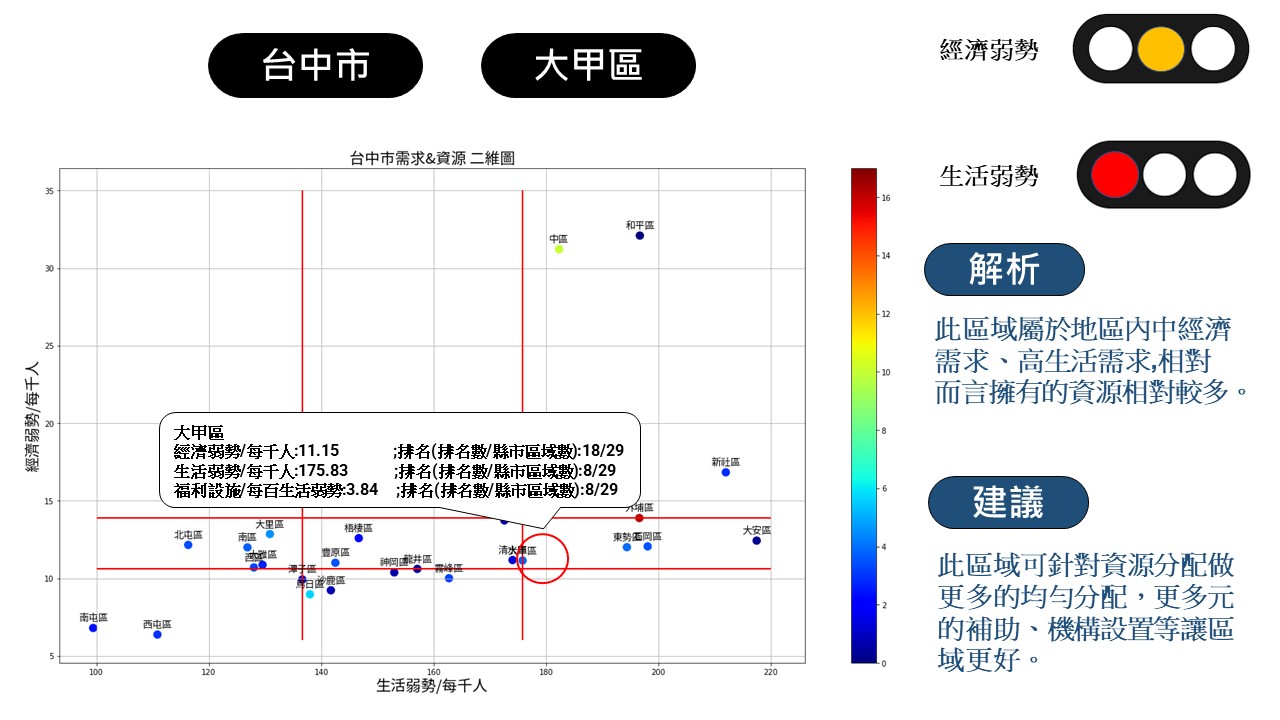 台中市
大甲區
經濟弱勢
生活弱勢
解析
此區域屬於地區內中經濟
需求、高生活需求,相對
而言擁有的資源相對較多。
建議
此區域可針對資源分配做
更多的均勻分配，更多元
的補助、機構設置等讓區
域更好。
台中市需求&資源 二維圖
經濟弱勢/每千人
35
30
25
20
15
10
5
和平區
中區
大甲區
經濟弱勢/每千人:11.15 ;排名(排名數/縣市區域數):18/29
生活弱勢/每千人:175.83 ;排名(排名數/縣市區域數):8/29
福利設施/每百生活弱勢:3.84 ;排名(排名數/縣市區域數):8/29
新社區
外埔區
大安區
大里區
梧棲區
北屯區
南區
東勢區
石岡區
豐原區
神岡區
龍井區
霧峰區
潭子區
烏日區
沙鹿區
南屯區
西屯區
100
120
140
160
180
200
220
生活弱勢/每千人
16
14
12
10
8
6
4
2
0